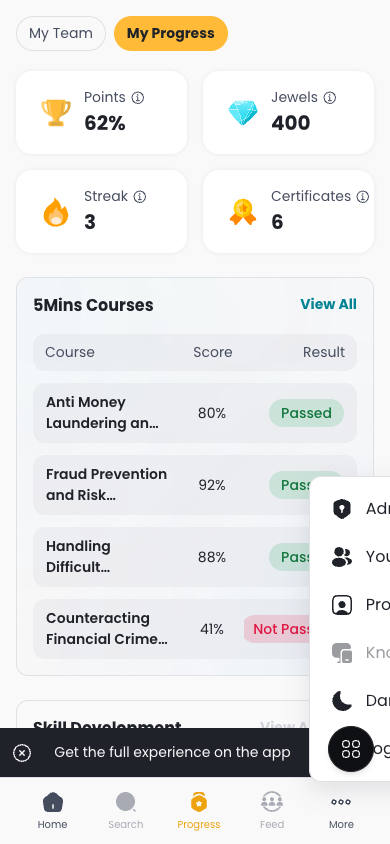 My Team
My Progress
Points
62%
Jewels
400
Streak
3
Certificates
6
5Mins Courses
View All
Course Score Result
Anti Money
Laundering an...
80%
Passed
Fraud Prevention
and Risk...
92%
Handling
Difficult...
88%
Counteracting
Financial Crime...
41%
Not
Skill Development
View
Get the full experience on the app
Home
Search
Progress
Feed
More